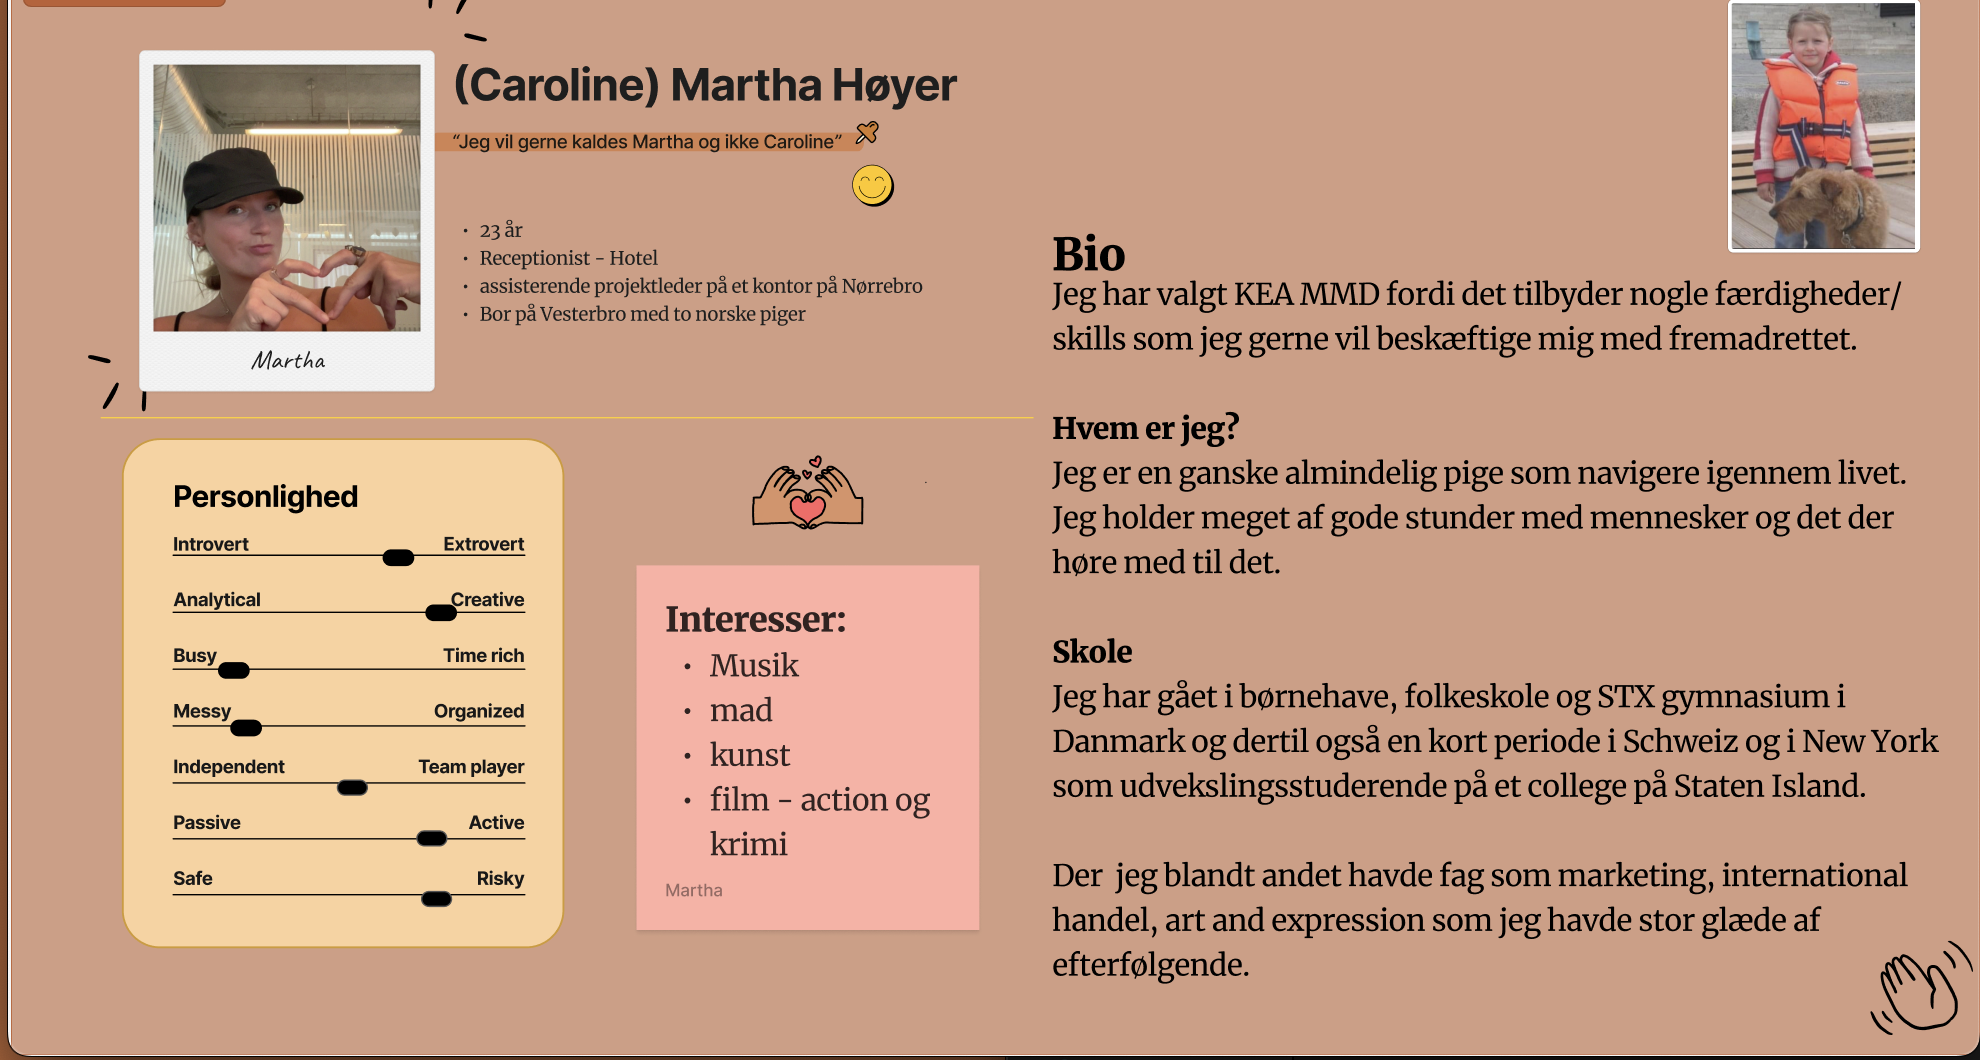 (Caroline) Martha Høyer
“Jeg vil gerne kaldes Martha og ikke Caroline”
• 23 år
• Receptionist - Hotel
• assisterende projektleder på et kontor på Nørrebro
• Bor på Vesterbro med to norske piger
Martha
Personlighed
Introvert Extrovert
Analytical Creative
Busy Time rich
Messy Organized
Independent Team player
Passive Active
Safe Risky
Interesser:
• Musik
• mad
• kunst
• film - action og
krimi
Martha
Bio
Jeg har valgt KEA MMD fordi det tilbyder nogle færdigheder/
skills som jeg gerne vil beskæftige mig med fremadrettet.
Hvem er jeg?
Jeg er en ganske almindelig pige som navigere igennem livet.
Jeg holder meget af gode stunder med mennesker og det der
høre med til det.
Skole
Jeg har gået i børnehave, folkeskole og STX gymnasium i
Danmark og dertil også en kort periode i Schweiz og i New York
som udvekslingsstuderende på et college på Staten Island.
Der  jeg blandt andet havde fag som marketing, international
handel, art and expression som jeg havde stor glæde af
efterfølgende.